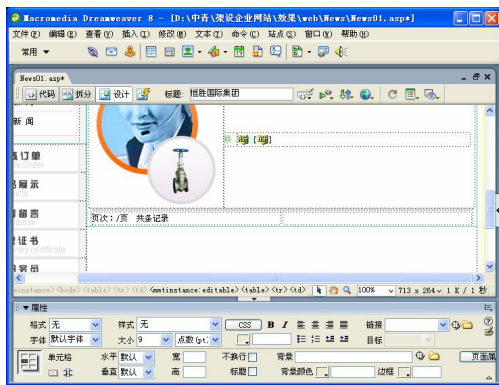 Macromedia Dreamweaver 8 - [D:\中青\架设企业网站\效果\web\News\News01.asp*]
文件(F) 编辑(E) 查看(V) 插入(I) 修改(M) 文本(T) 命令(C) 站点(S) 窗口(W) 帮助(H)
常用
News01.asp*
代码 拆分 设计 标题: 恒胜国际集团
新 闻
订单
展示
留言
证书
页次：/页 共条记录
<body> <table> <tr> <td> <mmtinstance:editable> <table> <tr> <td> 100% 713 x 264 1 K / 1 秒
属性
格式 无 样式 无 CSS B I 链接
字体 默认字体 大小 9 点数(pt) 目标
单元格 水平 默认 宽 不换行 背景 页面属
垂直 默认 高 标题 背景颜色 边框